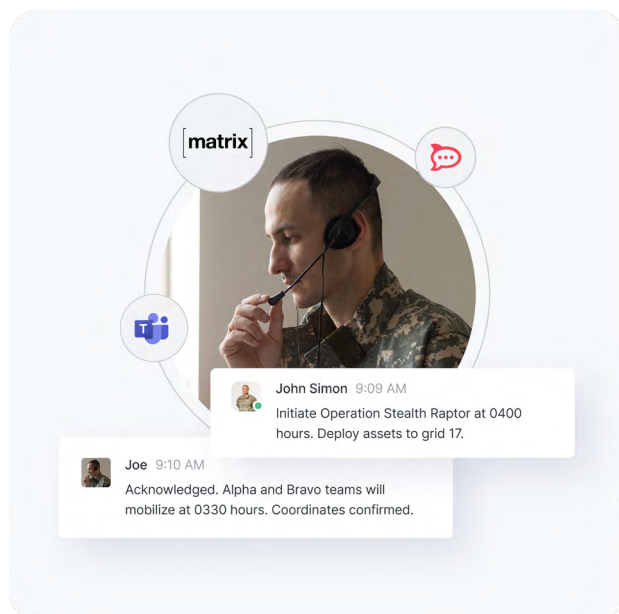 [matrix]
T
John Simon 9:09 AM
Initiate Operation Stealth Raptor at 0400
hours. Deploy assets to grid 17.
Joe 9:10 AM
Acknowledged. Alpha and Bravo teams will
mobilize at 0330 hours. Coordinates confirmed.